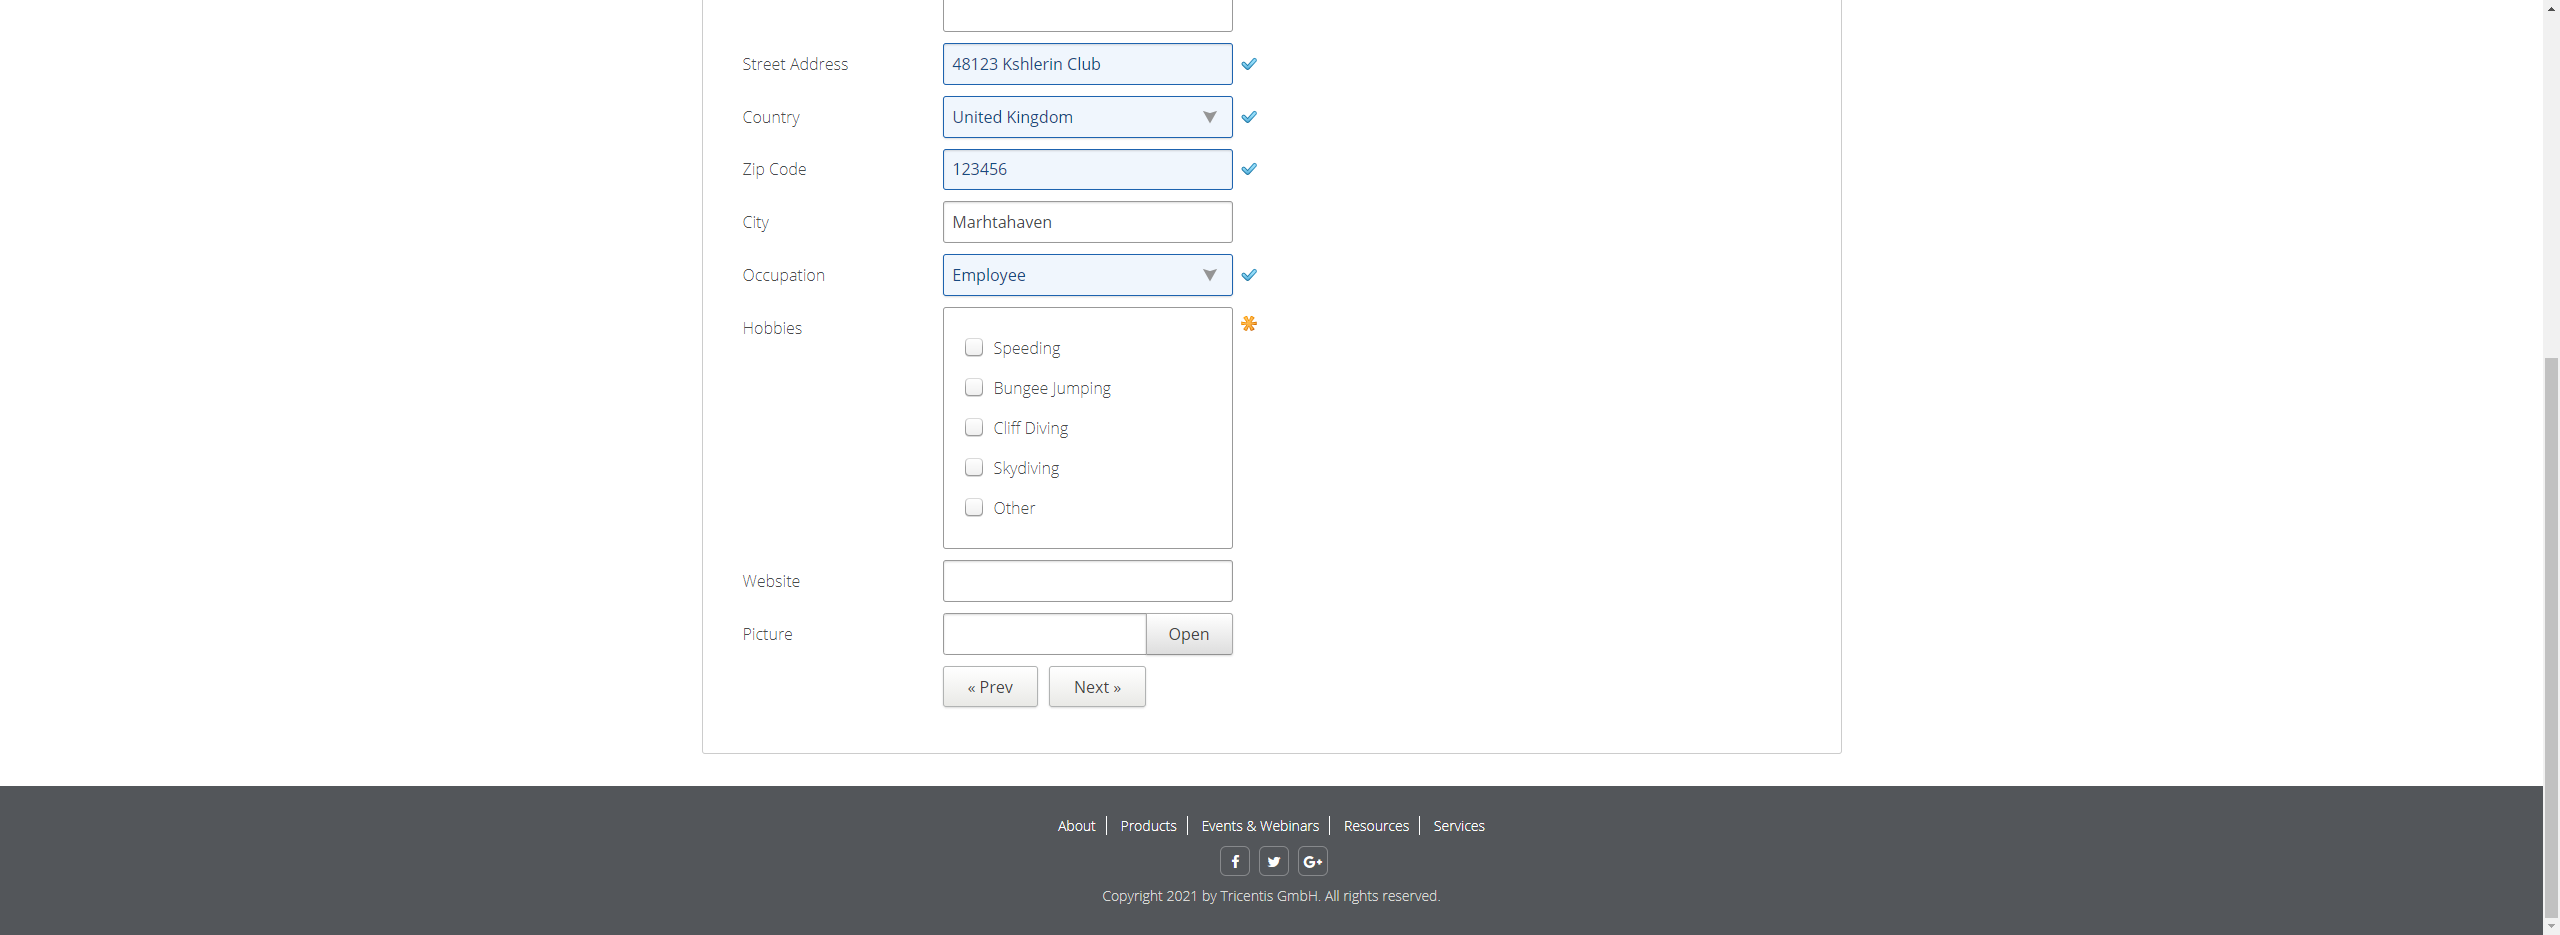 Street Address 48123 Kshlerin Club
Country United Kingdom
Zip Code 123456
City Marhtahaven
Occupation Employee
Hobbies
Speeding
Bungee Jumping
Cliff Diving
Skydiving
Other
Website
Picture Open
« Prev Next »
About Products Events & Webinars Resources Services
f G+
Copyright 2021 by Tricentis GmbH. All rights reserved.